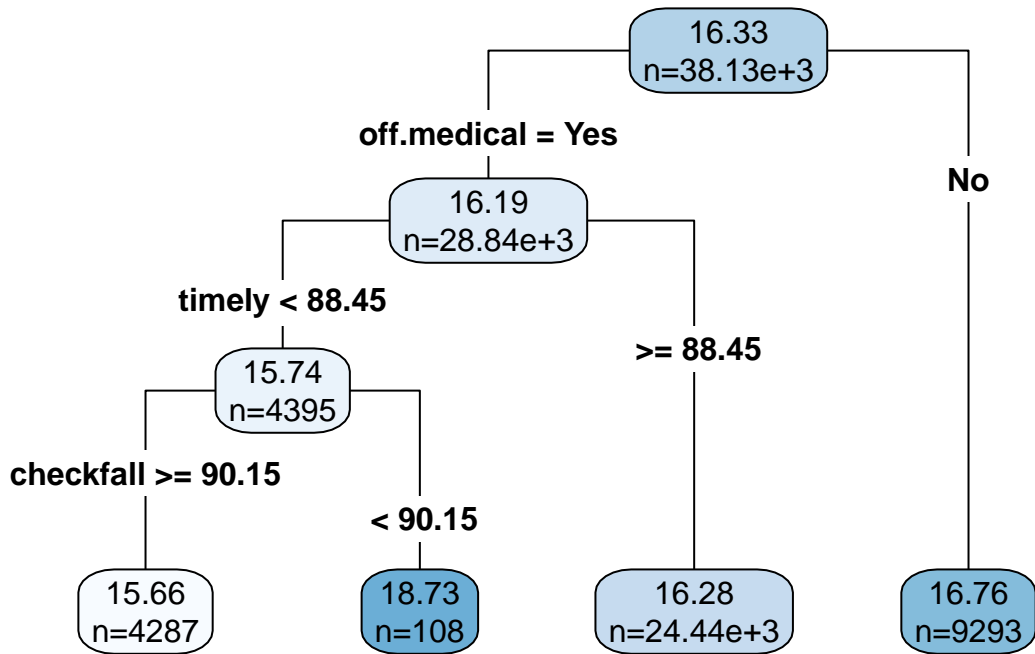 16.33
n=38.13e+3
off.medical = Yes
No
16.19
n=28.84e+3
timely < 88.45
>= 88.45
15.74
n=4395
checkfall >= 90.15
< 90.15
15.66
n=4287
18.73
n=108
16.28
n=24.44e+3
16.76
n=9293